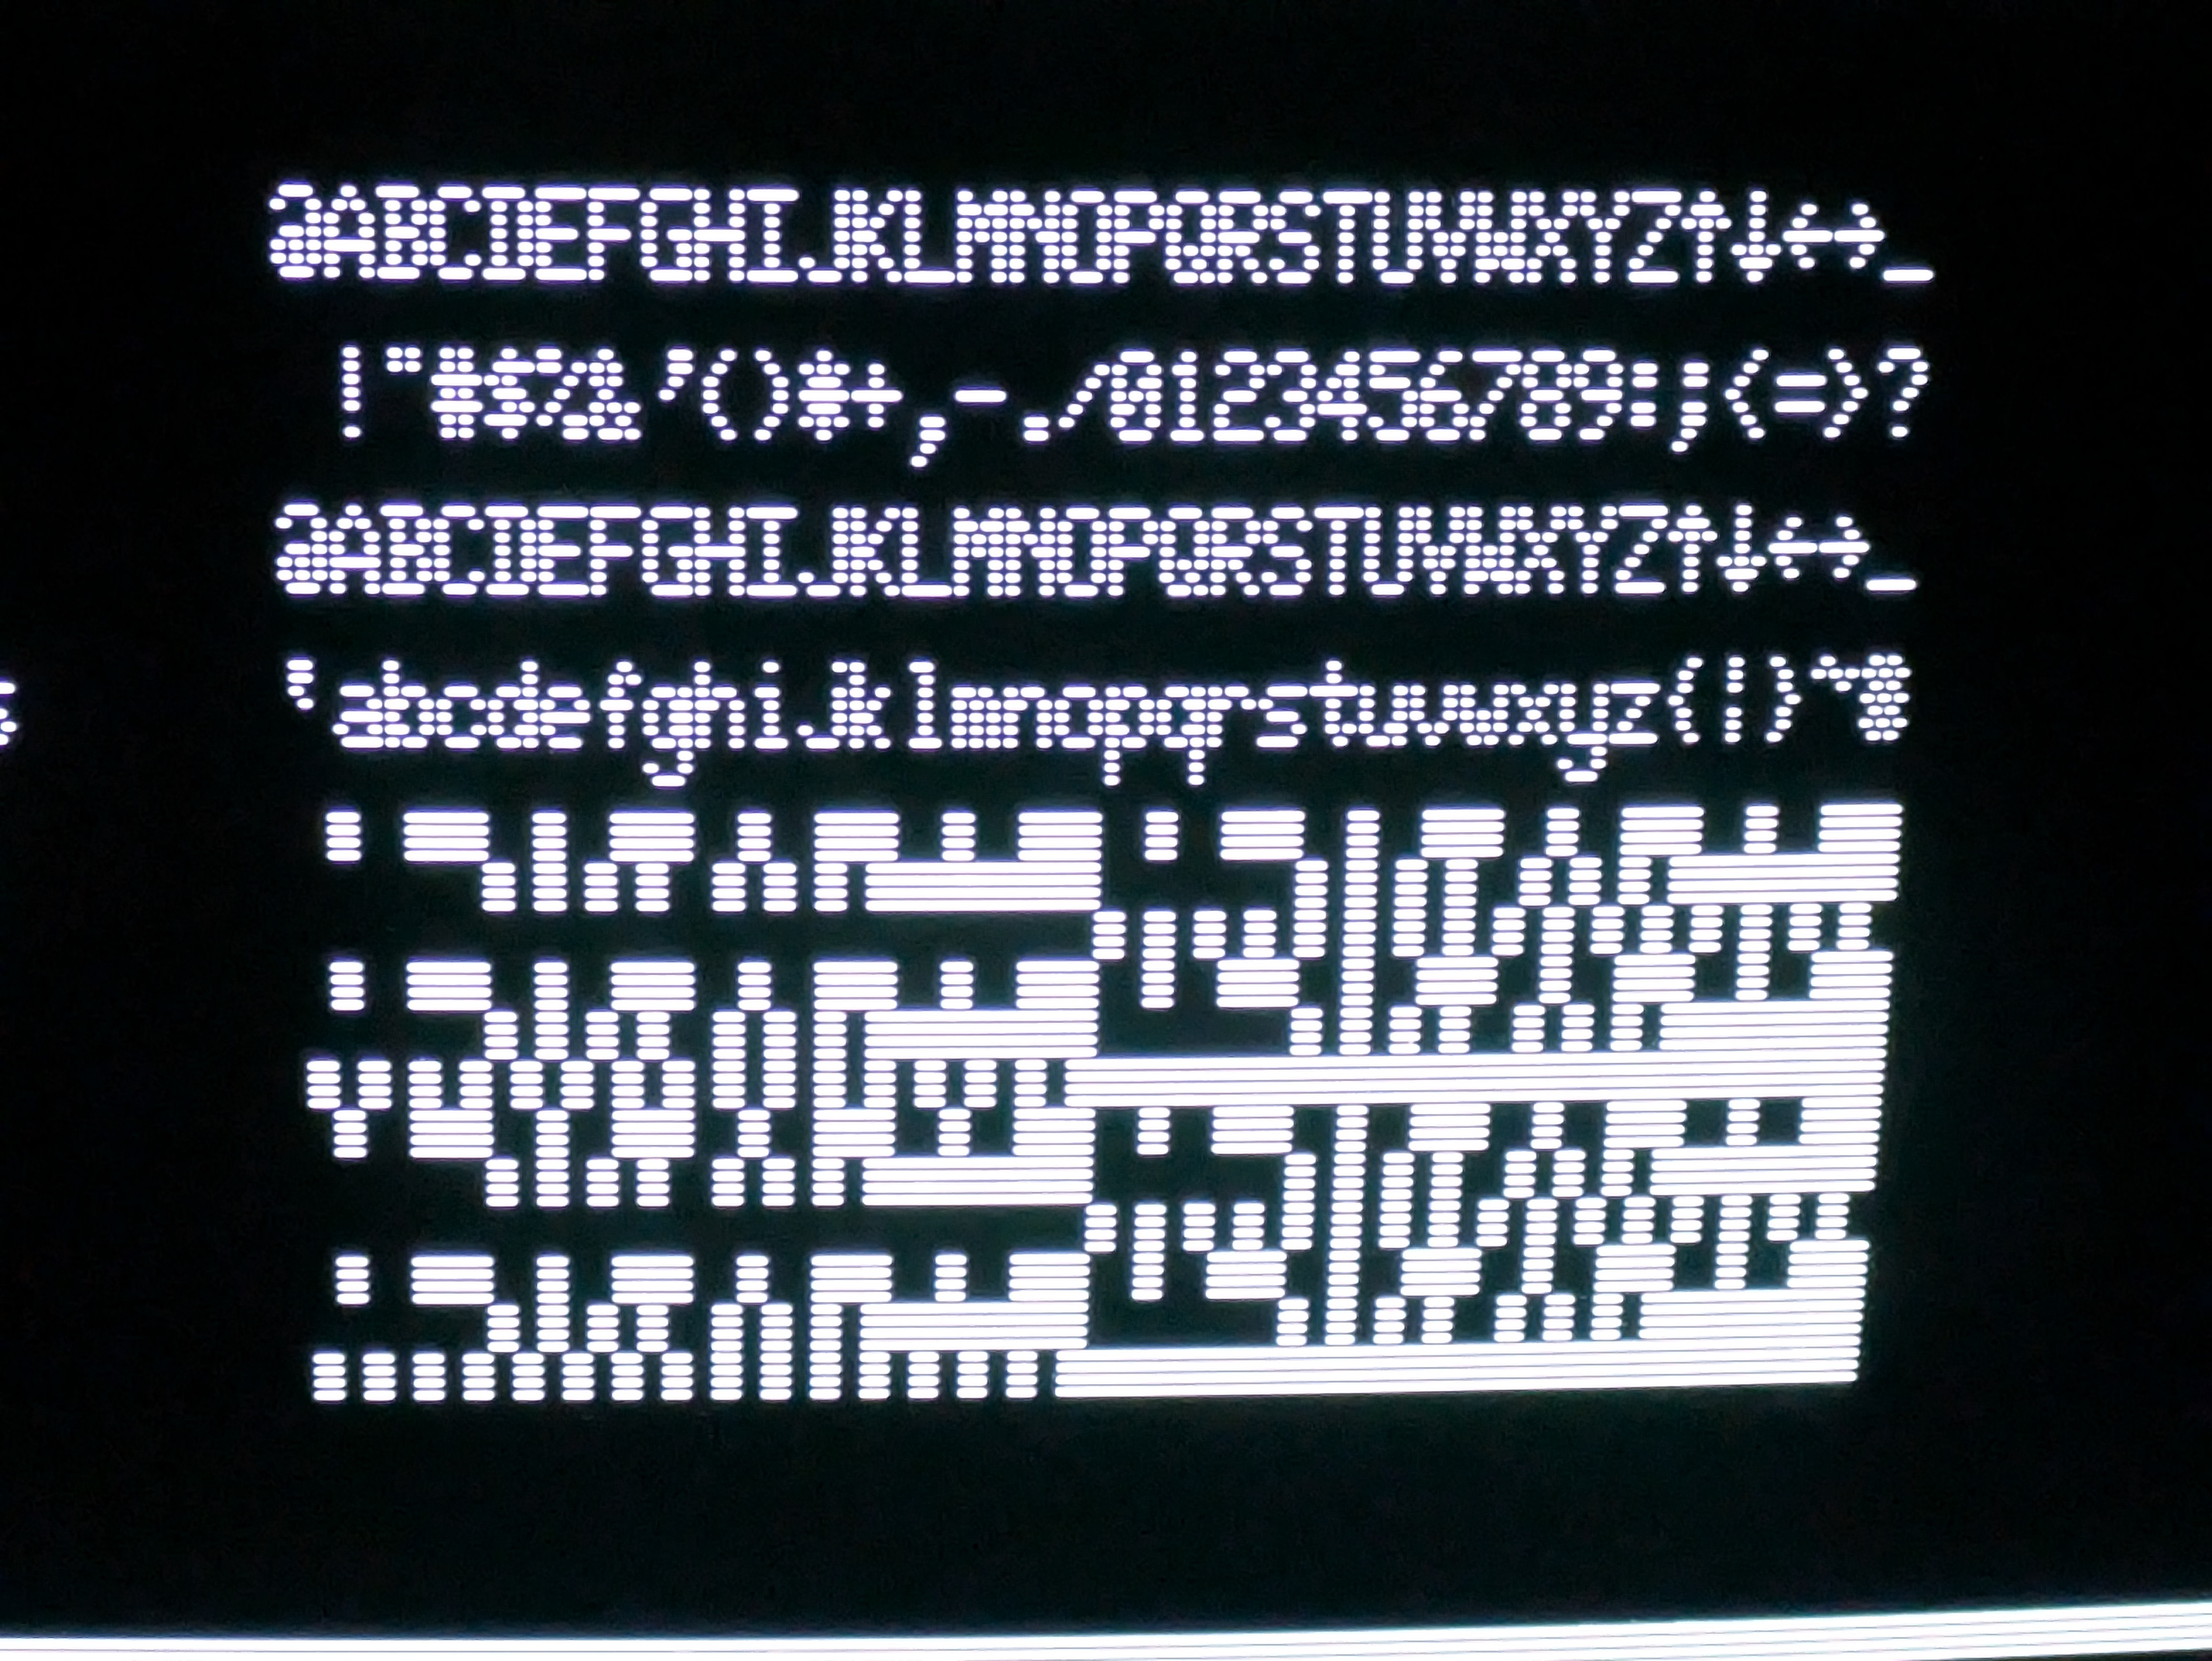 @ABCDEFGHIJKLMNOPQRSTUVWXYZ↑↓←→_
!"#$%&'()*+,-./0123456789:;<=>?
@ABCDEFGHIJKLMNOPQRSTUVWXYZ↑↓←→_
`abcdefghijklmnopqrstuvwxyz{|}~